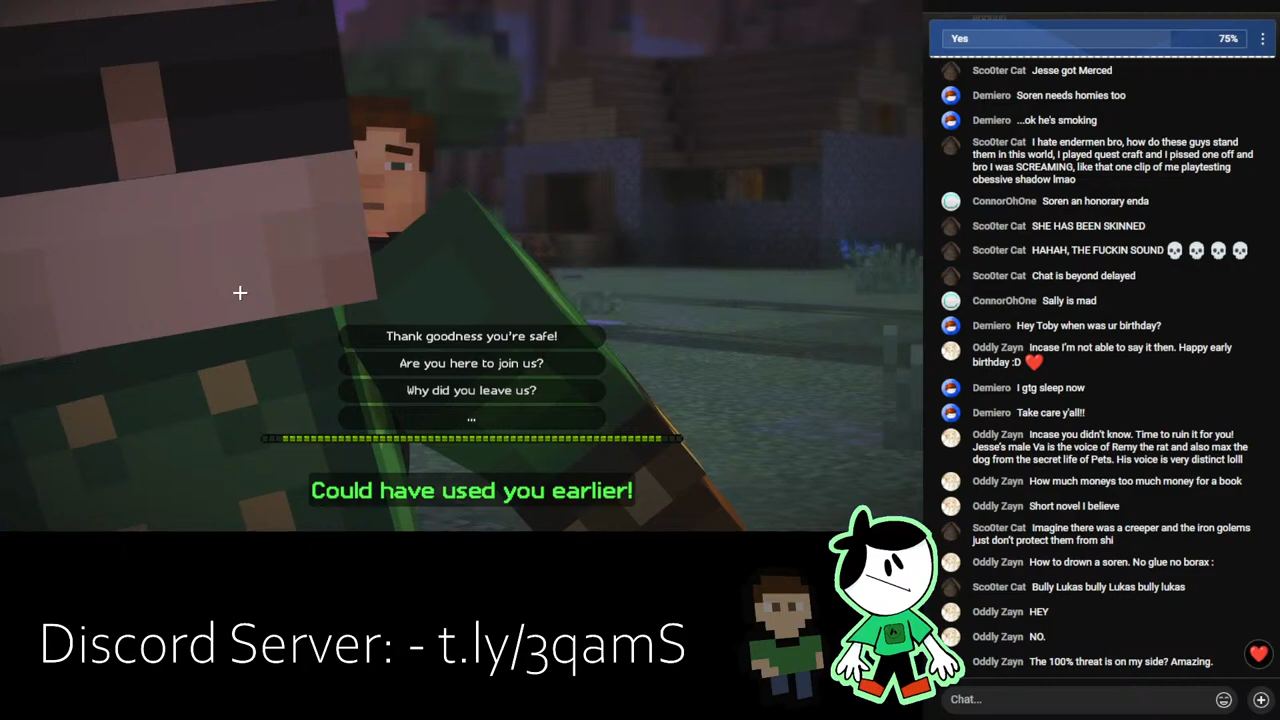 Thank goodness you're safe!
Are you here to join us?
Why did you leave us?
...
Could have used you earlier!
Discord Server: - t.ly/3qamS
Yes 75%
Sco0ter Cat Jesse got Merced
Demiero Soren needs homies too
Demiero ...ok he's smoking
Sco0ter Cat I hate endermen bro, how do these guys stand
them in this world, I played quest craft and I pissed one off and
bro I was SCREAMING, like that one clip of me playtesting
obessive shadow lmao
ConnorOhOne Soren an honorary enda
Sco0ter Cat SHE HAS BEEN SKINNED
Sco0ter Cat HAHAH, THE FUCKIN SOUND 💀 💀 💀 💀
Sco0ter Cat Chat is beyond delayed
ConnorOhOne Sally is mad
Demiero Hey Toby when was ur birthday?
Oddly Zayn Incase I'm not able to say it then. Happy early
birthday :D ❤️
Demiero I gtg sleep now
Demiero Take care y'all!!
Oddly Zayn Incase you didn't know. Time to ruin it for you!
Jesse's male Va is the voice of Remy the rat and also max the
dog from the secret life of Pets. His voice is very distinct lolll
Oddly Zayn How much moneys too much money for a book
Oddly Zayn Short novel I believe
Sco0ter Cat Imagine there was a creeper and the iron golems
just don't protect them from shi
Oddly Zayn How to drown a soren. No glue no borax :
Sco0ter Cat Bully Lukas bully Lukas bully lukas
Oddly Zayn HEY
Oddly Zayn NO.
Oddly Zayn The 100% threat is on my side? Amazing.
Chat...